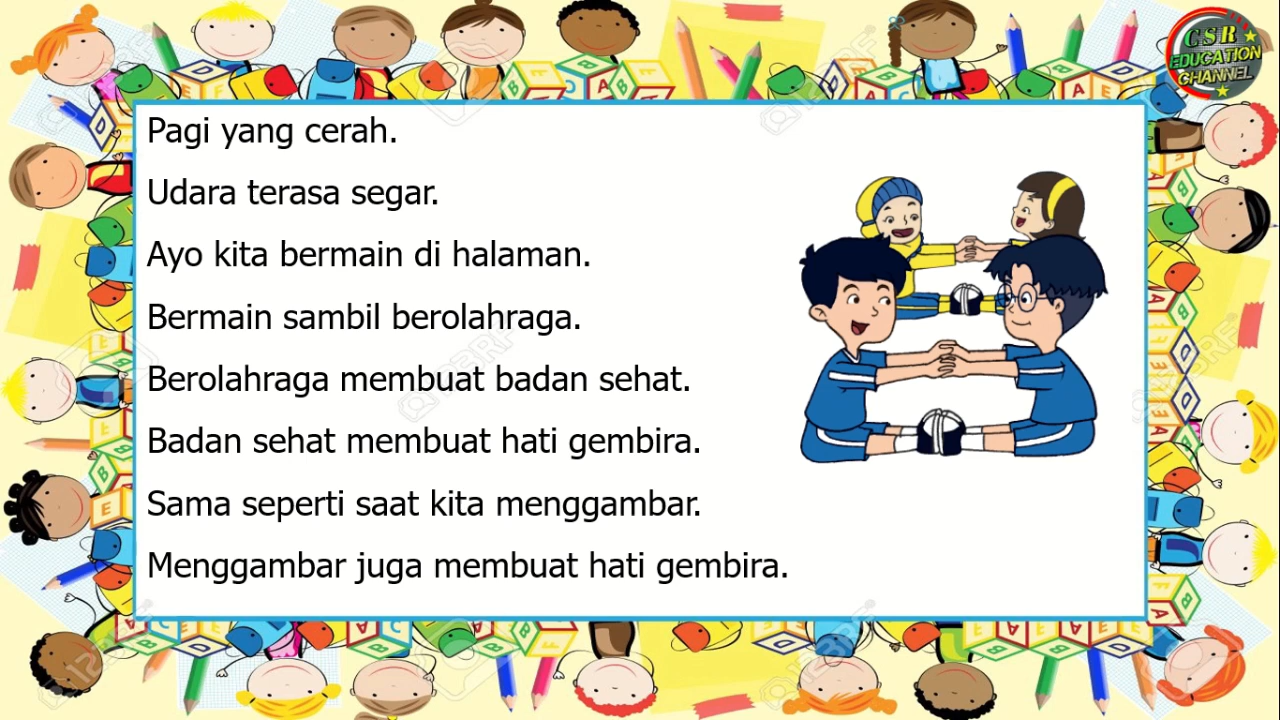 Pagi yang cerah.
Udara terasa segar.
Ayo kita bermain di halaman.
Bermain sambil berolahraga.
Berolahraga membuat badan sehat.
Badan sehat membuat hati gembira.
Sama seperti saat kita menggambar.
Menggambar juga membuat hati gembira.
GSR
EDUCATION
CHANNEL